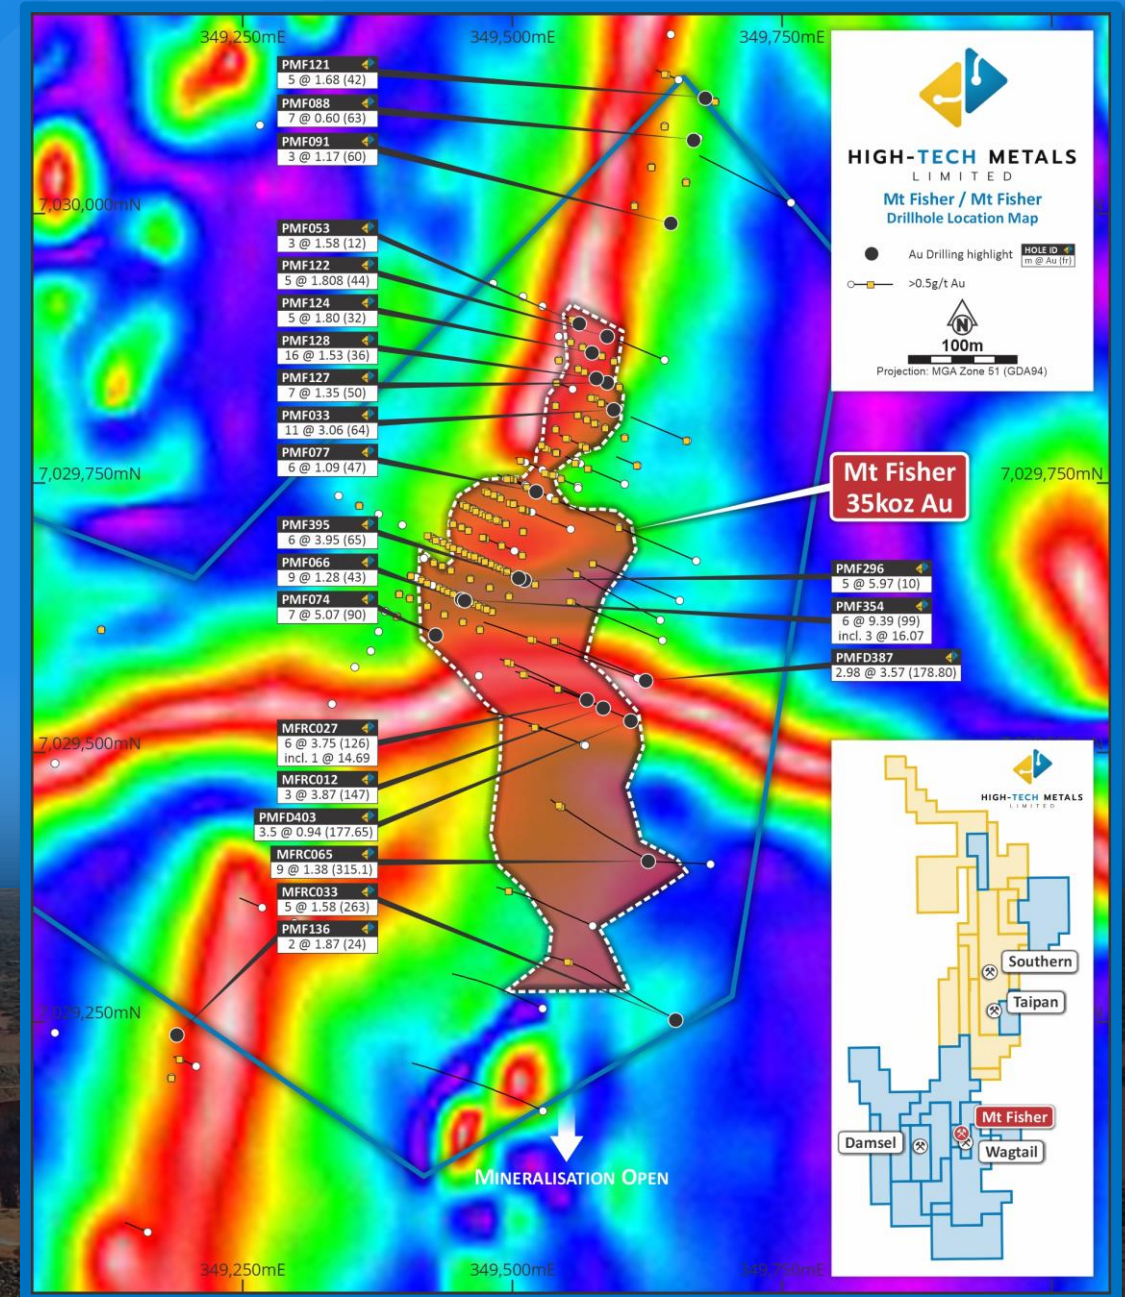 349,250mE
349,500mE
349,750mE
PMF121
5 @ 1.68 (42)
PMF088
7 @ 0.60 (63)
PMF091
3 @ 1.17 (60)
7,030,000mN
PMF053
3 @ 1.58 (12)
PMF122
5 @ 1.808 (44)
PMF124
5 @ 1.80 (32)
PMF128
16 @ 1.53 (36)
PMF127
7 @ 1.35 (50)
PMF033
11 @ 3.06 (64)
PMF077
6 @ 1.09 (47)
7,029,750mN
PMF395
6 @ 3.95 (65)
PMF066
9 @ 1.28 (43)
PMF074
7 @ 5.07 (90)
7,029,500mN
MFRC027
6 @ 3.75 (126)
incl. 1 @ 14.69
MFRC012
3 @ 3.87 (147)
PMFD403
3.5 @ 0.94 (177.65)
MFRC065
9 @ 1.38 (315.1)
MFRC033
5 @ 1.58 (263)
PMF136
2 @ 1.87 (24)
7,029,250mN
HIGH-TECH METALS
LIMITED
Mt Fisher / Mt Fisher
Drillhole Location Map
Au Drilling highlight
HOLE ID
m @ Au (fr)
>0.5g/t Au
N
100m
Projection: MGA Zone 51 (GDA94)
7,029,750mN
Mt Fisher
35koz Au
PMF296
5 @ 5.97 (10)
PMF354
6 @ 9.39 (99)
incl. 3 @ 16.07
PMFD387
2.98 @ 3.57 (178.80)
HIGH-TECH METALS
LIMITED
Southern
Taipan
Mt Fisher
Damsel
Wagtail
MINERALISATION OPEN
349,250mE
349,500mE
349,750mE